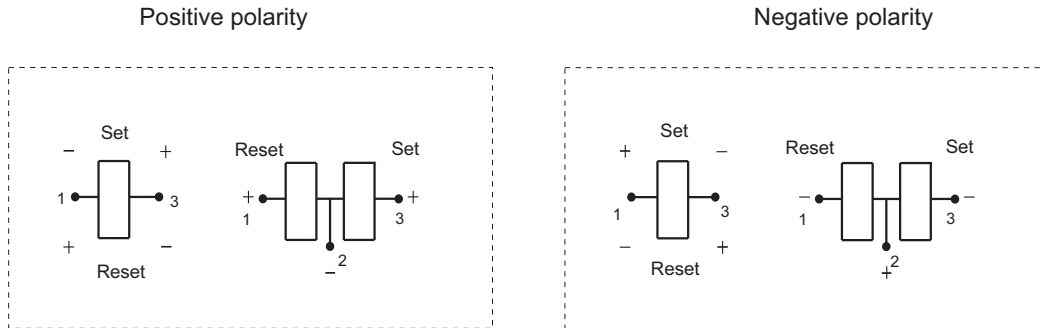 Positive polarity
Negative polarity
Set
− +
1 3
+ −
Reset
Reset Set
+ +
1 3
2
−
Set
+ −
1 3
− +
Reset
Reset Set
− −
1 3
2
+